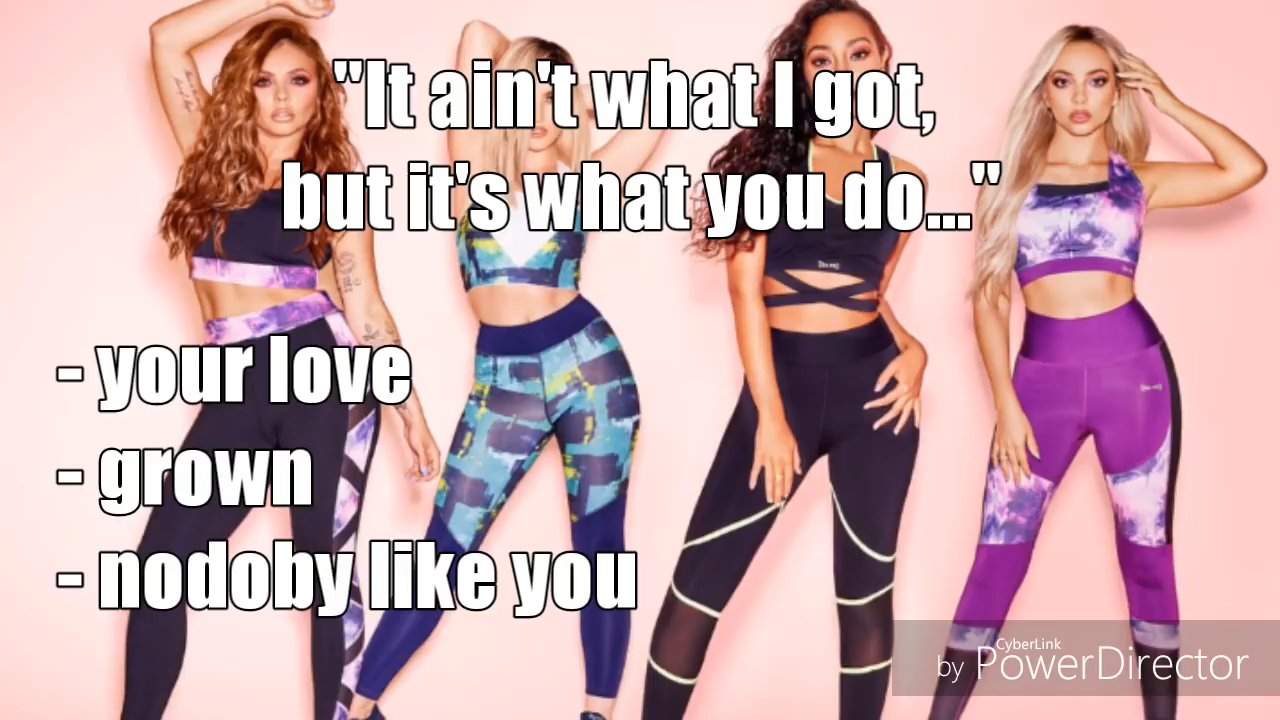 "It ain't what I got,
but it's what you do..."
- your love
- grown
- nodoby like you
CyberLink
by PowerDirector